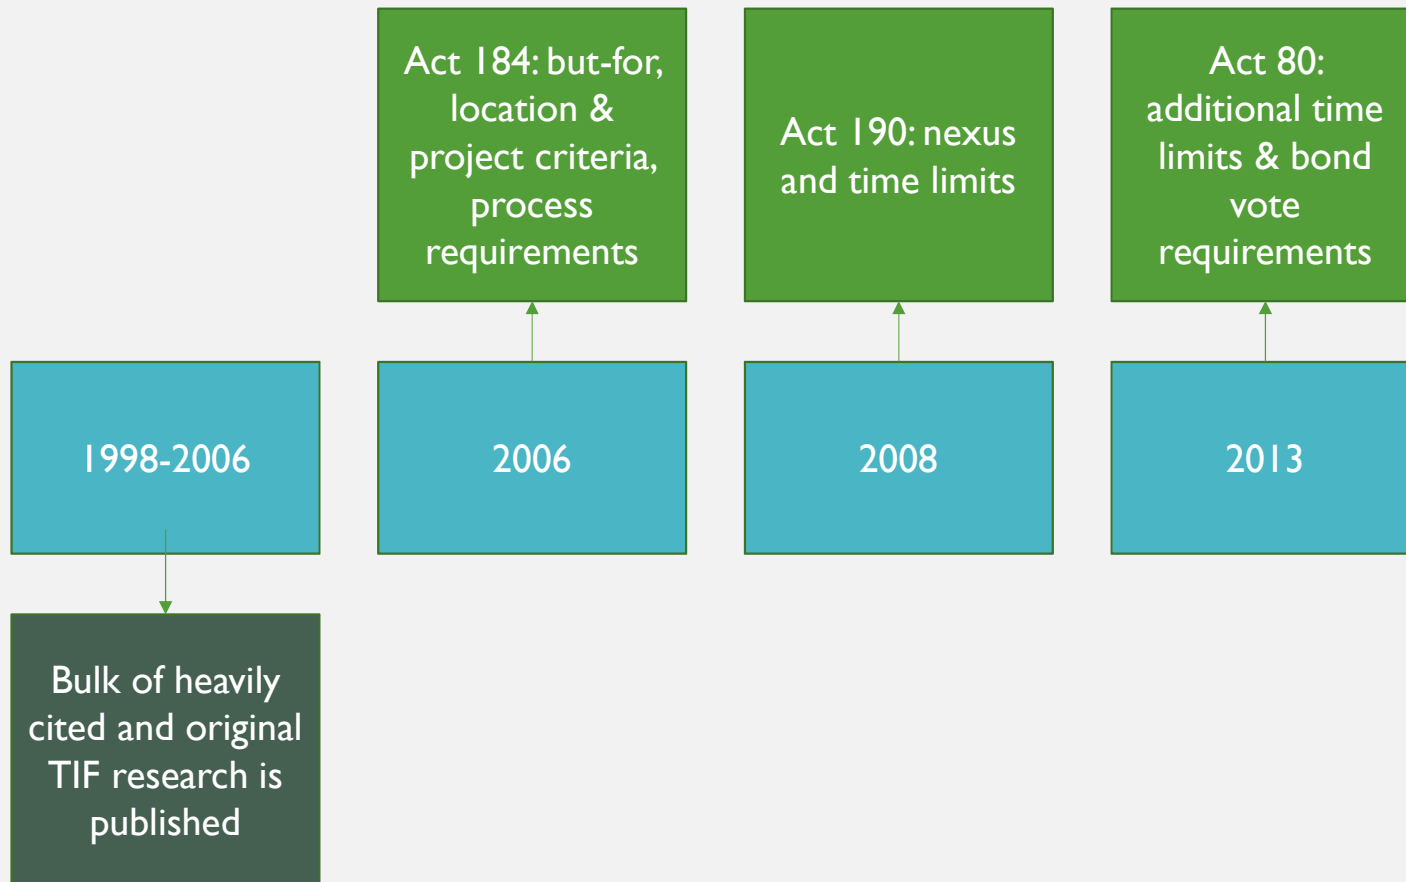 Act 184: but-for,
location &
project criteria,
process
requirements
Act 190: nexus
and time limits
Act 80:
additional time
limits & bond
vote
requirements
1998-2006
2006
2008
2013
Bulk of heavily
cited and original
TIF research is
published